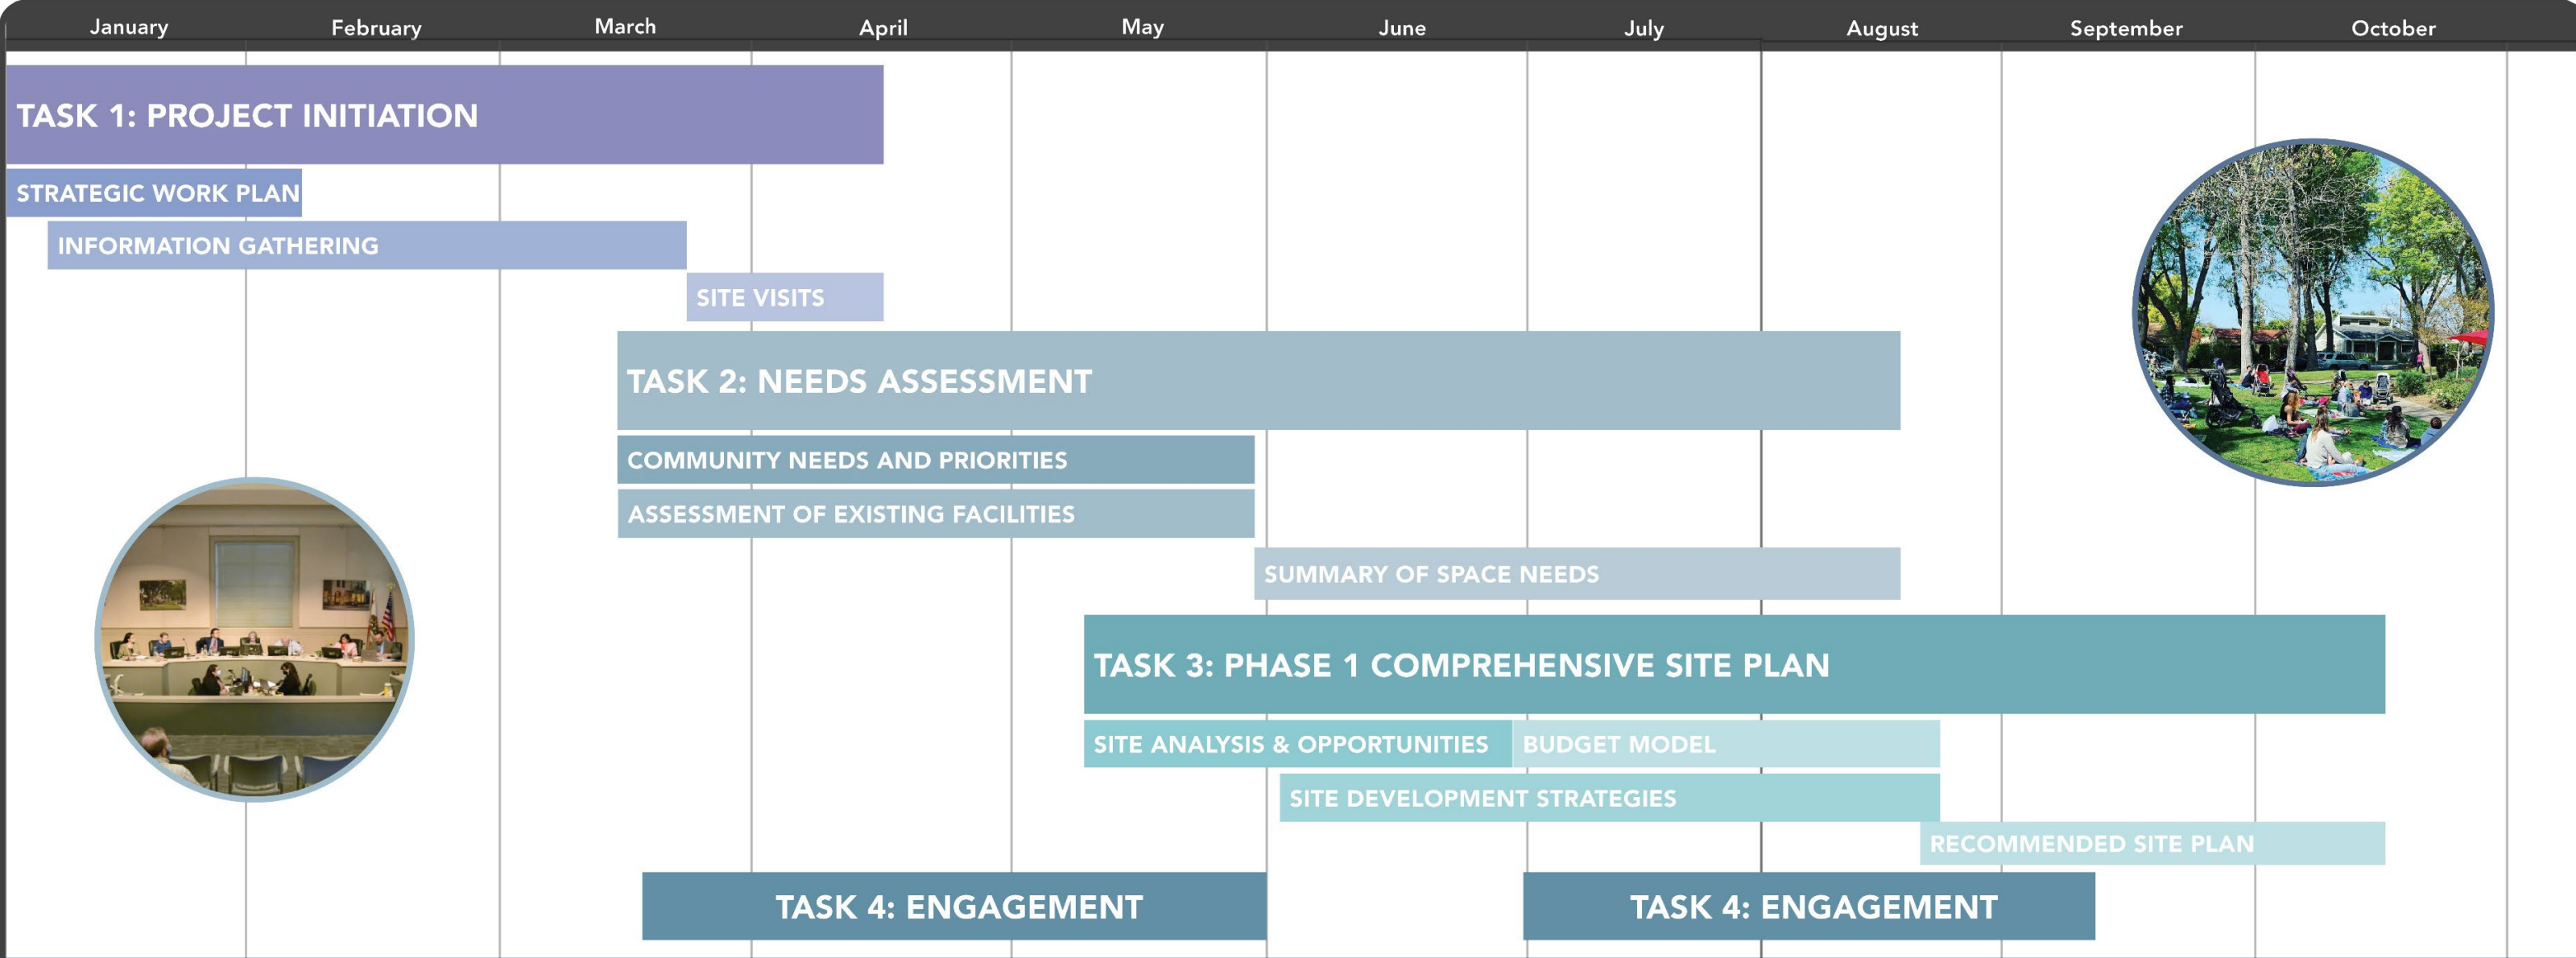 January February March April May June July August September October
TASK 1: PROJECT INITIATION
STRATEGIC WORK PLAN
INFORMATION GATHERING
SITE VISITS
TASK 2: NEEDS ASSESSMENT
COMMUNITY NEEDS AND PRIORITIES
ASSESSMENT OF EXISTING FACILITIES
SUMMARY OF SPACE NEEDS
TASK 3: PHASE 1 COMPREHENSIVE SITE PLAN
SITE ANALYSIS & OPPORTUNITIES BUDGET MODEL
SITE DEVELOPMENT STRATEGIES
RECOMMENDED SITE PLAN
TASK 4: ENGAGEMENT TASK 4: ENGAGEMENT